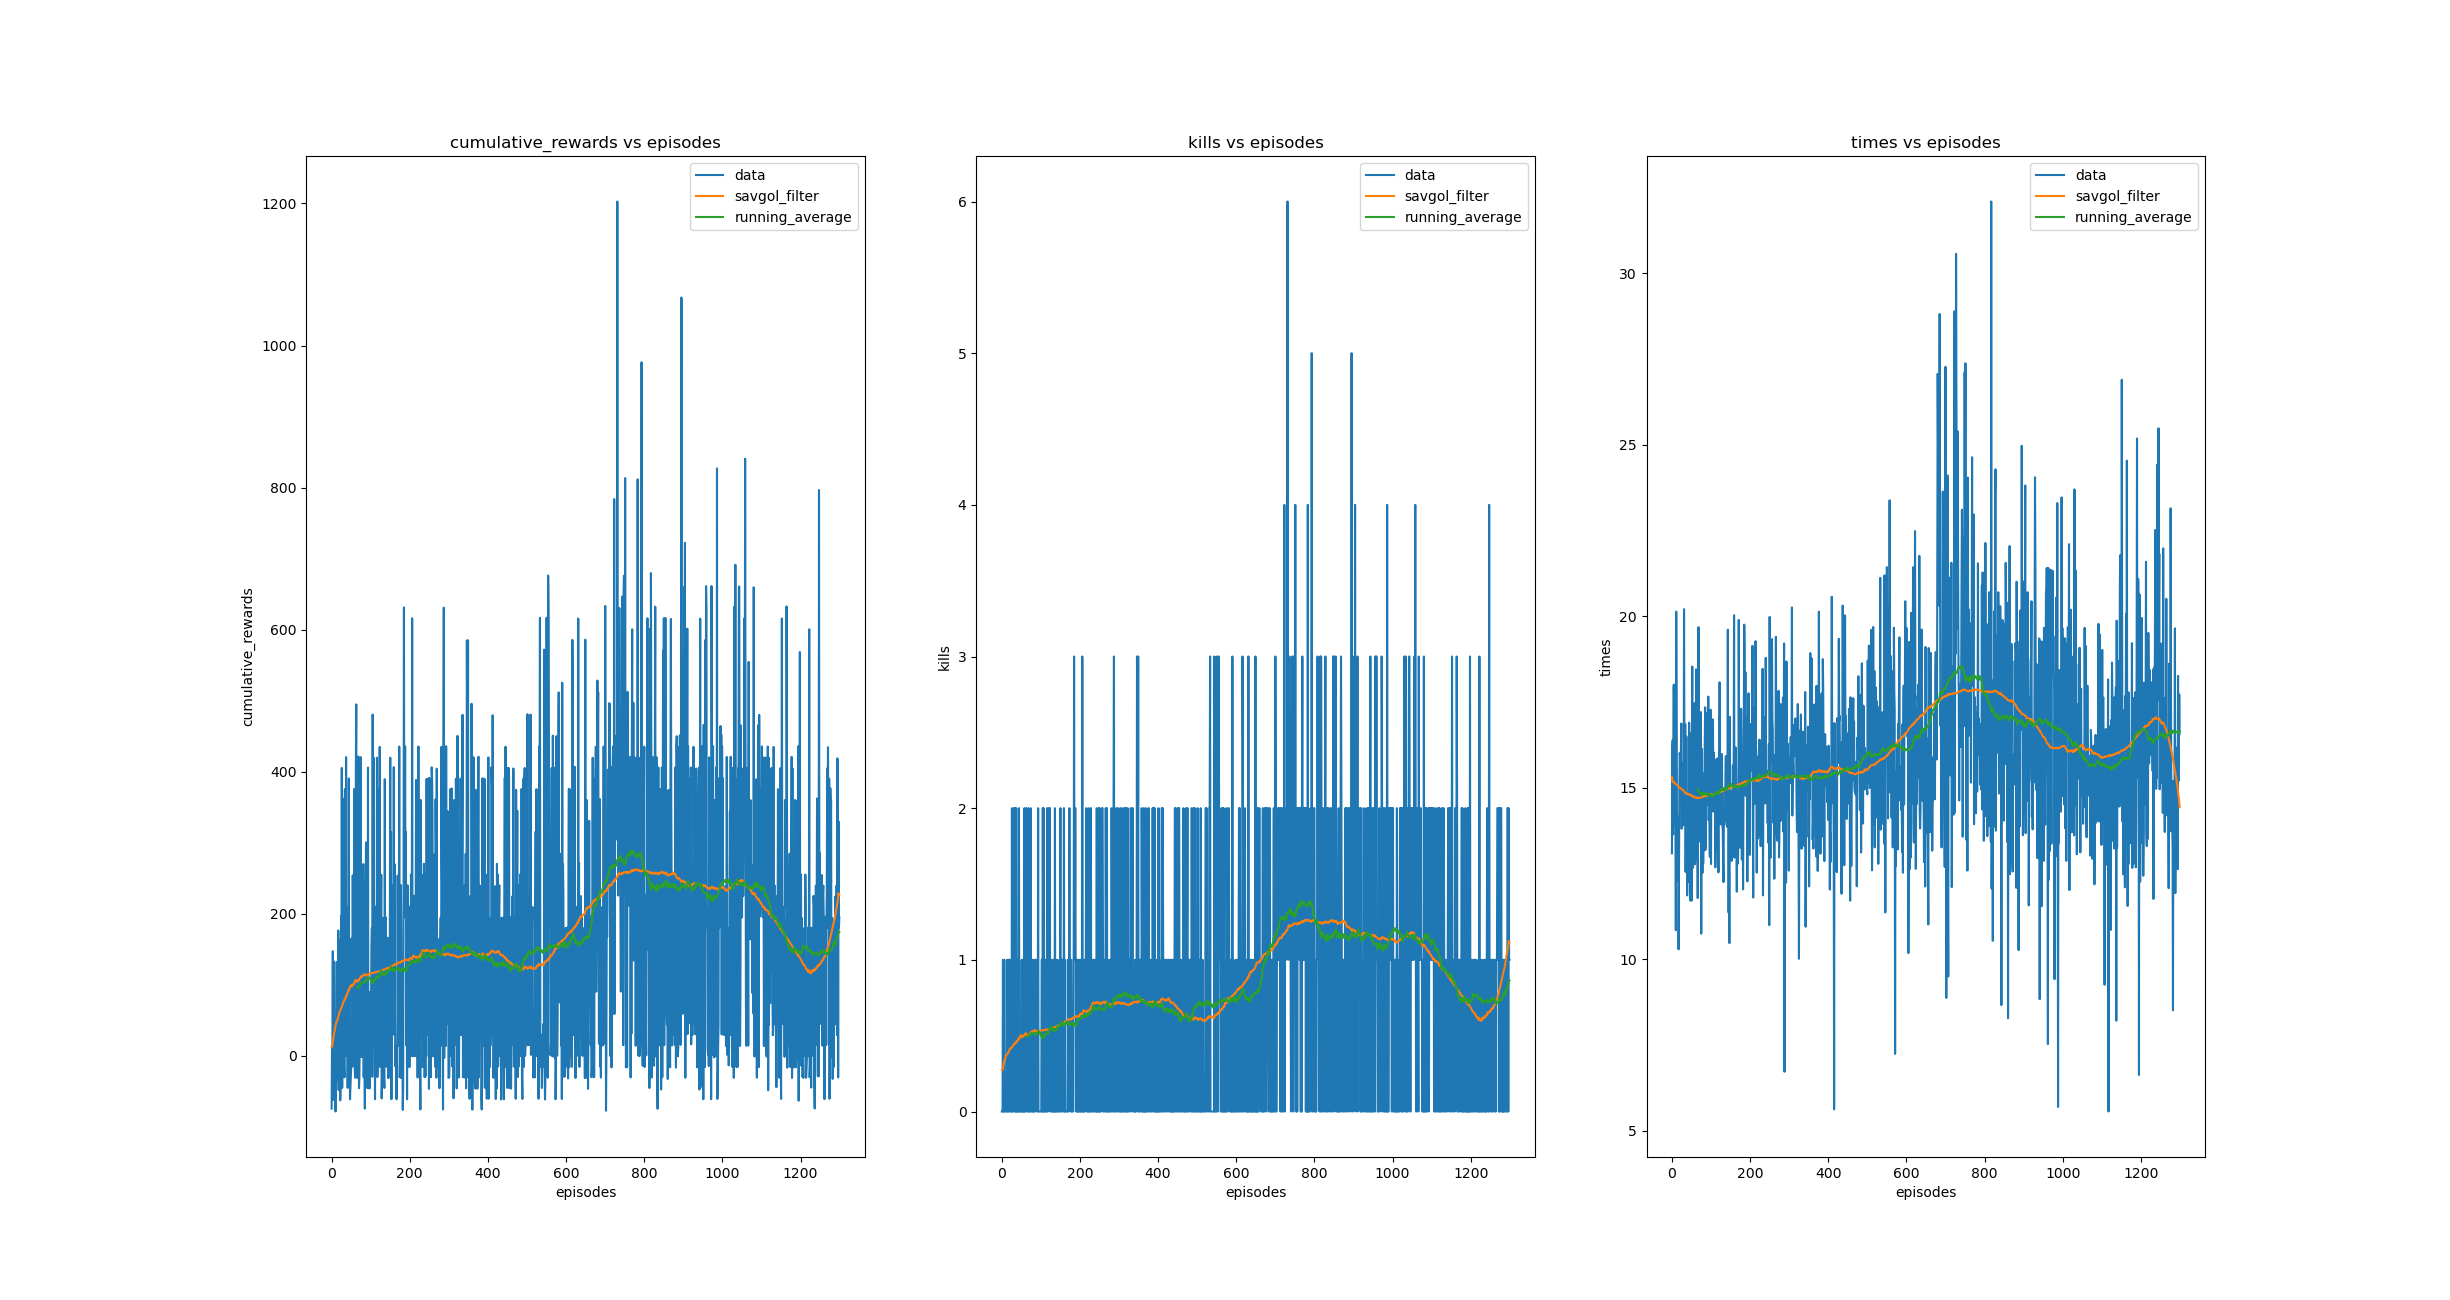 cumulative_rewards vs episodes
data
savgol_filter
running_average
1200
1000
800
600
400
200
0
cumulative_rewards
0 200 400 600 800 1000 1200
episodes
kills vs episodes
data
savgol_filter
running_average
6
5
4
3
2
1
0
kills
0 200 400 600 800 1000 1200
episodes
times vs episodes
data
savgol_filter
running_average
30
25
20
15
10
5
times
0 200 400 600 800 1000 1200
episodes